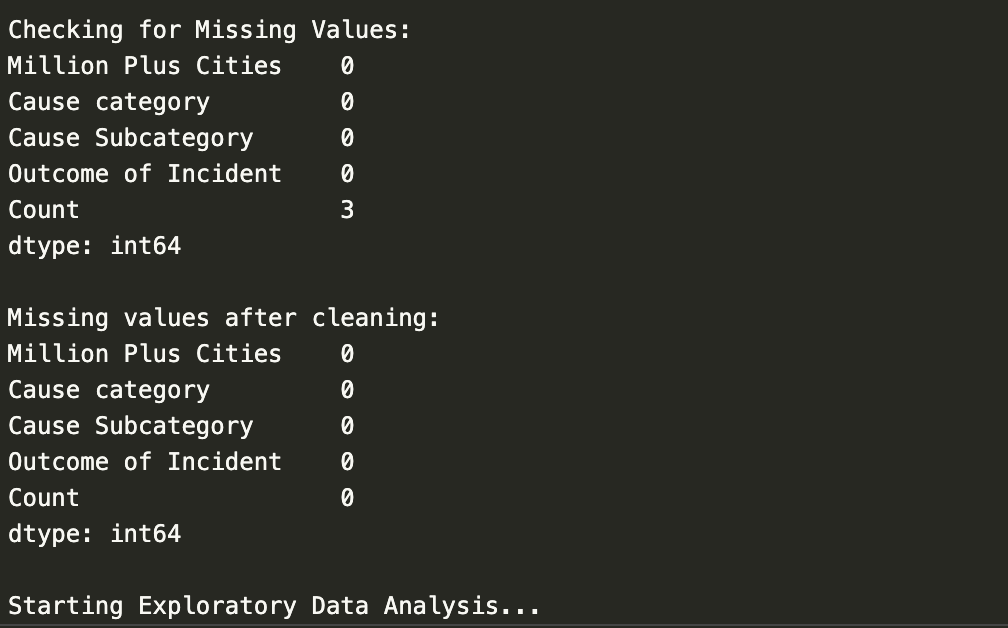 Checking for Missing Values:
Million Plus Cities    0
Cause category         0
Cause Subcategory      0
Outcome of Incident    0
Count                  3
dtype: int64

Missing values after cleaning:
Million Plus Cities    0
Cause category         0
Cause Subcategory      0
Outcome of Incident    0
Count                  0
dtype: int64

Starting Exploratory Data Analysis...